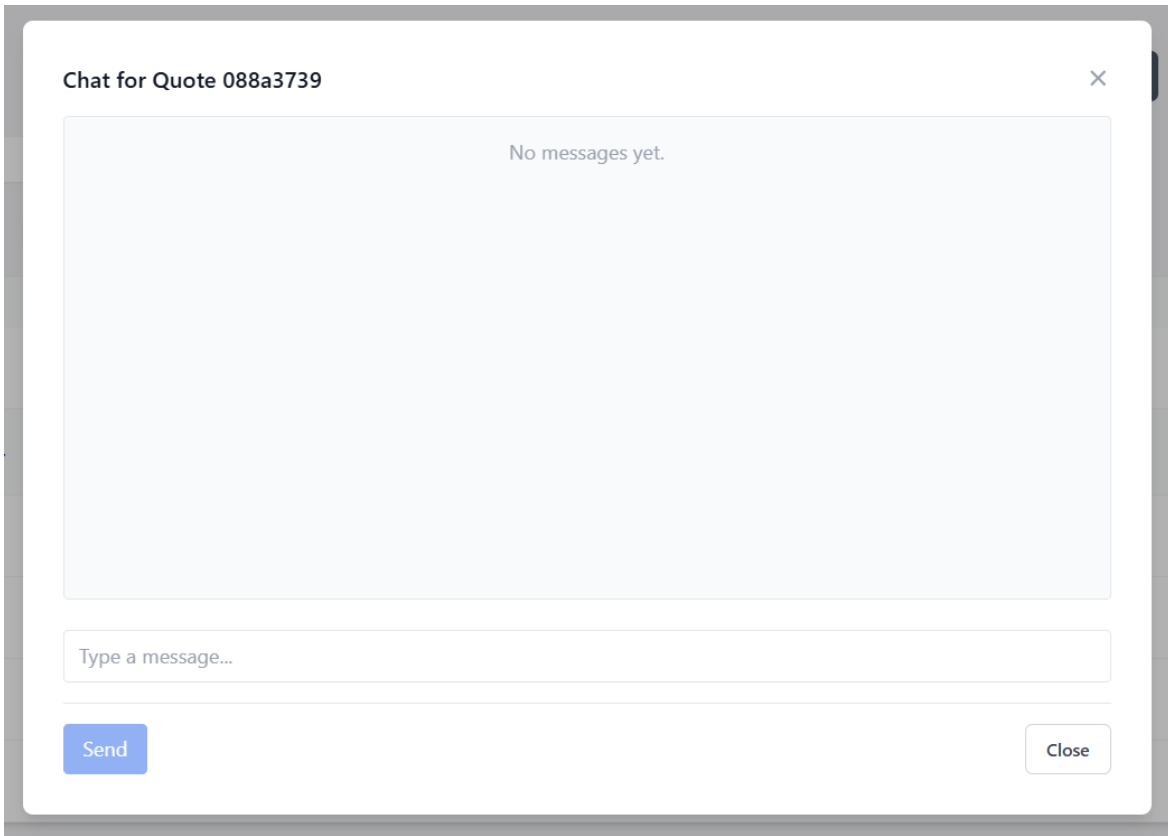 Chat for Quote 088a3739
No messages yet.
Type a message...
Send
Close